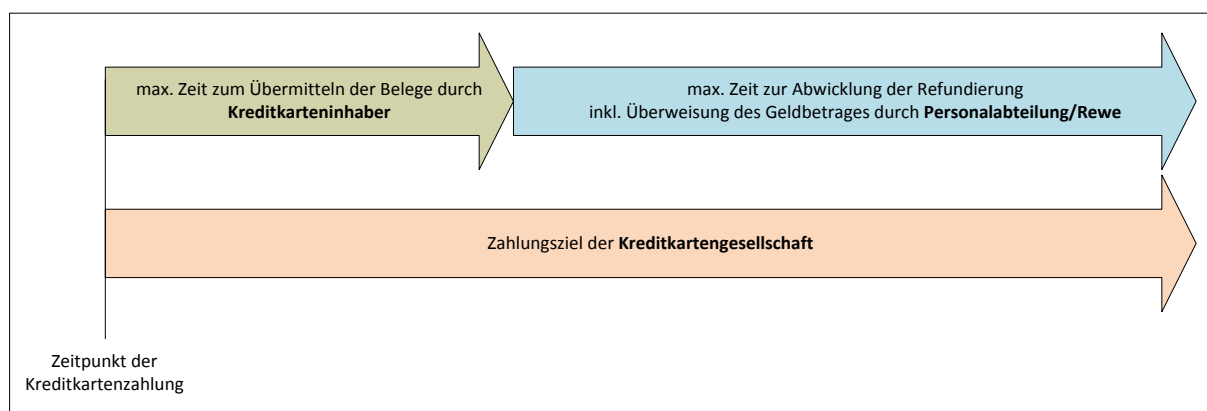 max. Zeit zum Übermitteln der Belege durch
Kreditkarteninhaber
max. Zeit zur Abwicklung der Refundierung
inkl. Überweisung des Geldbetrages durch Personalabteilung/Rewe
Zahlungsziel der Kreditkartengesellschaft
Zeitpunkt der
Kreditkartenzahlung